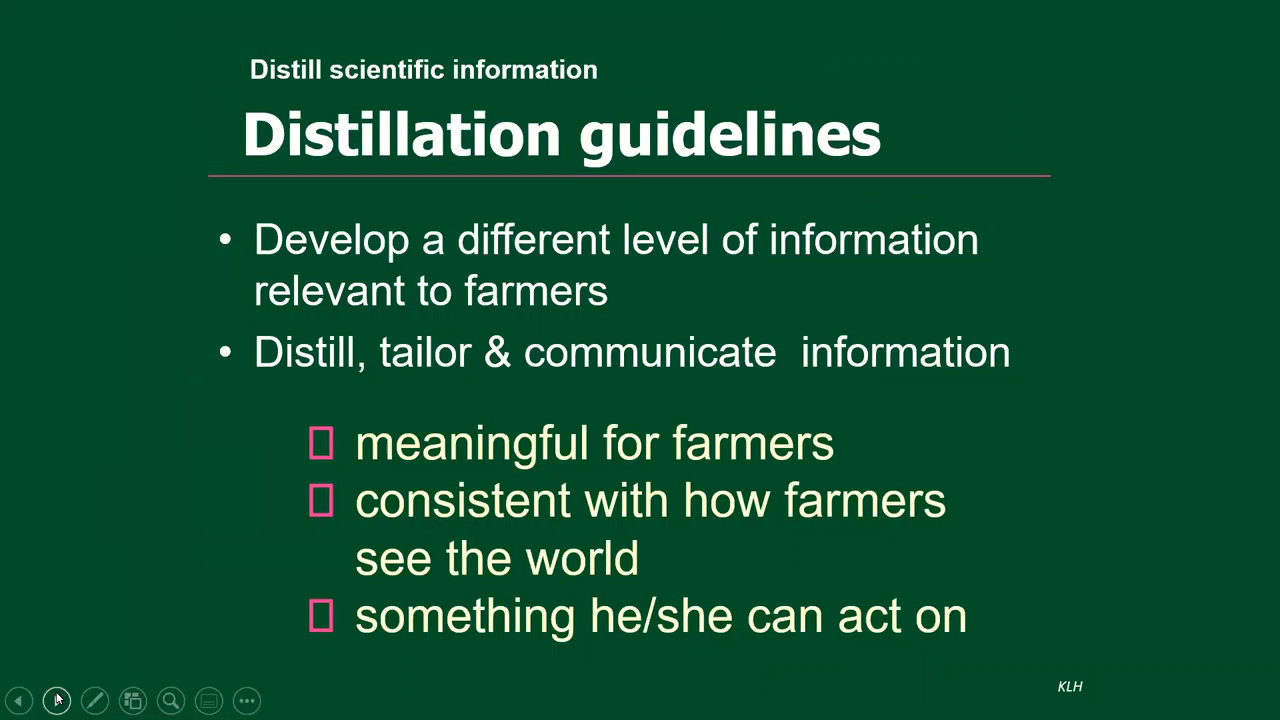 Distill scientific information
Distillation guidelines
• Develop a different level of information
relevant to farmers
• Distill, tailor & communicate  information
meaningful for farmers
consistent with how farmers
see the world
something he/she can act on
KLH